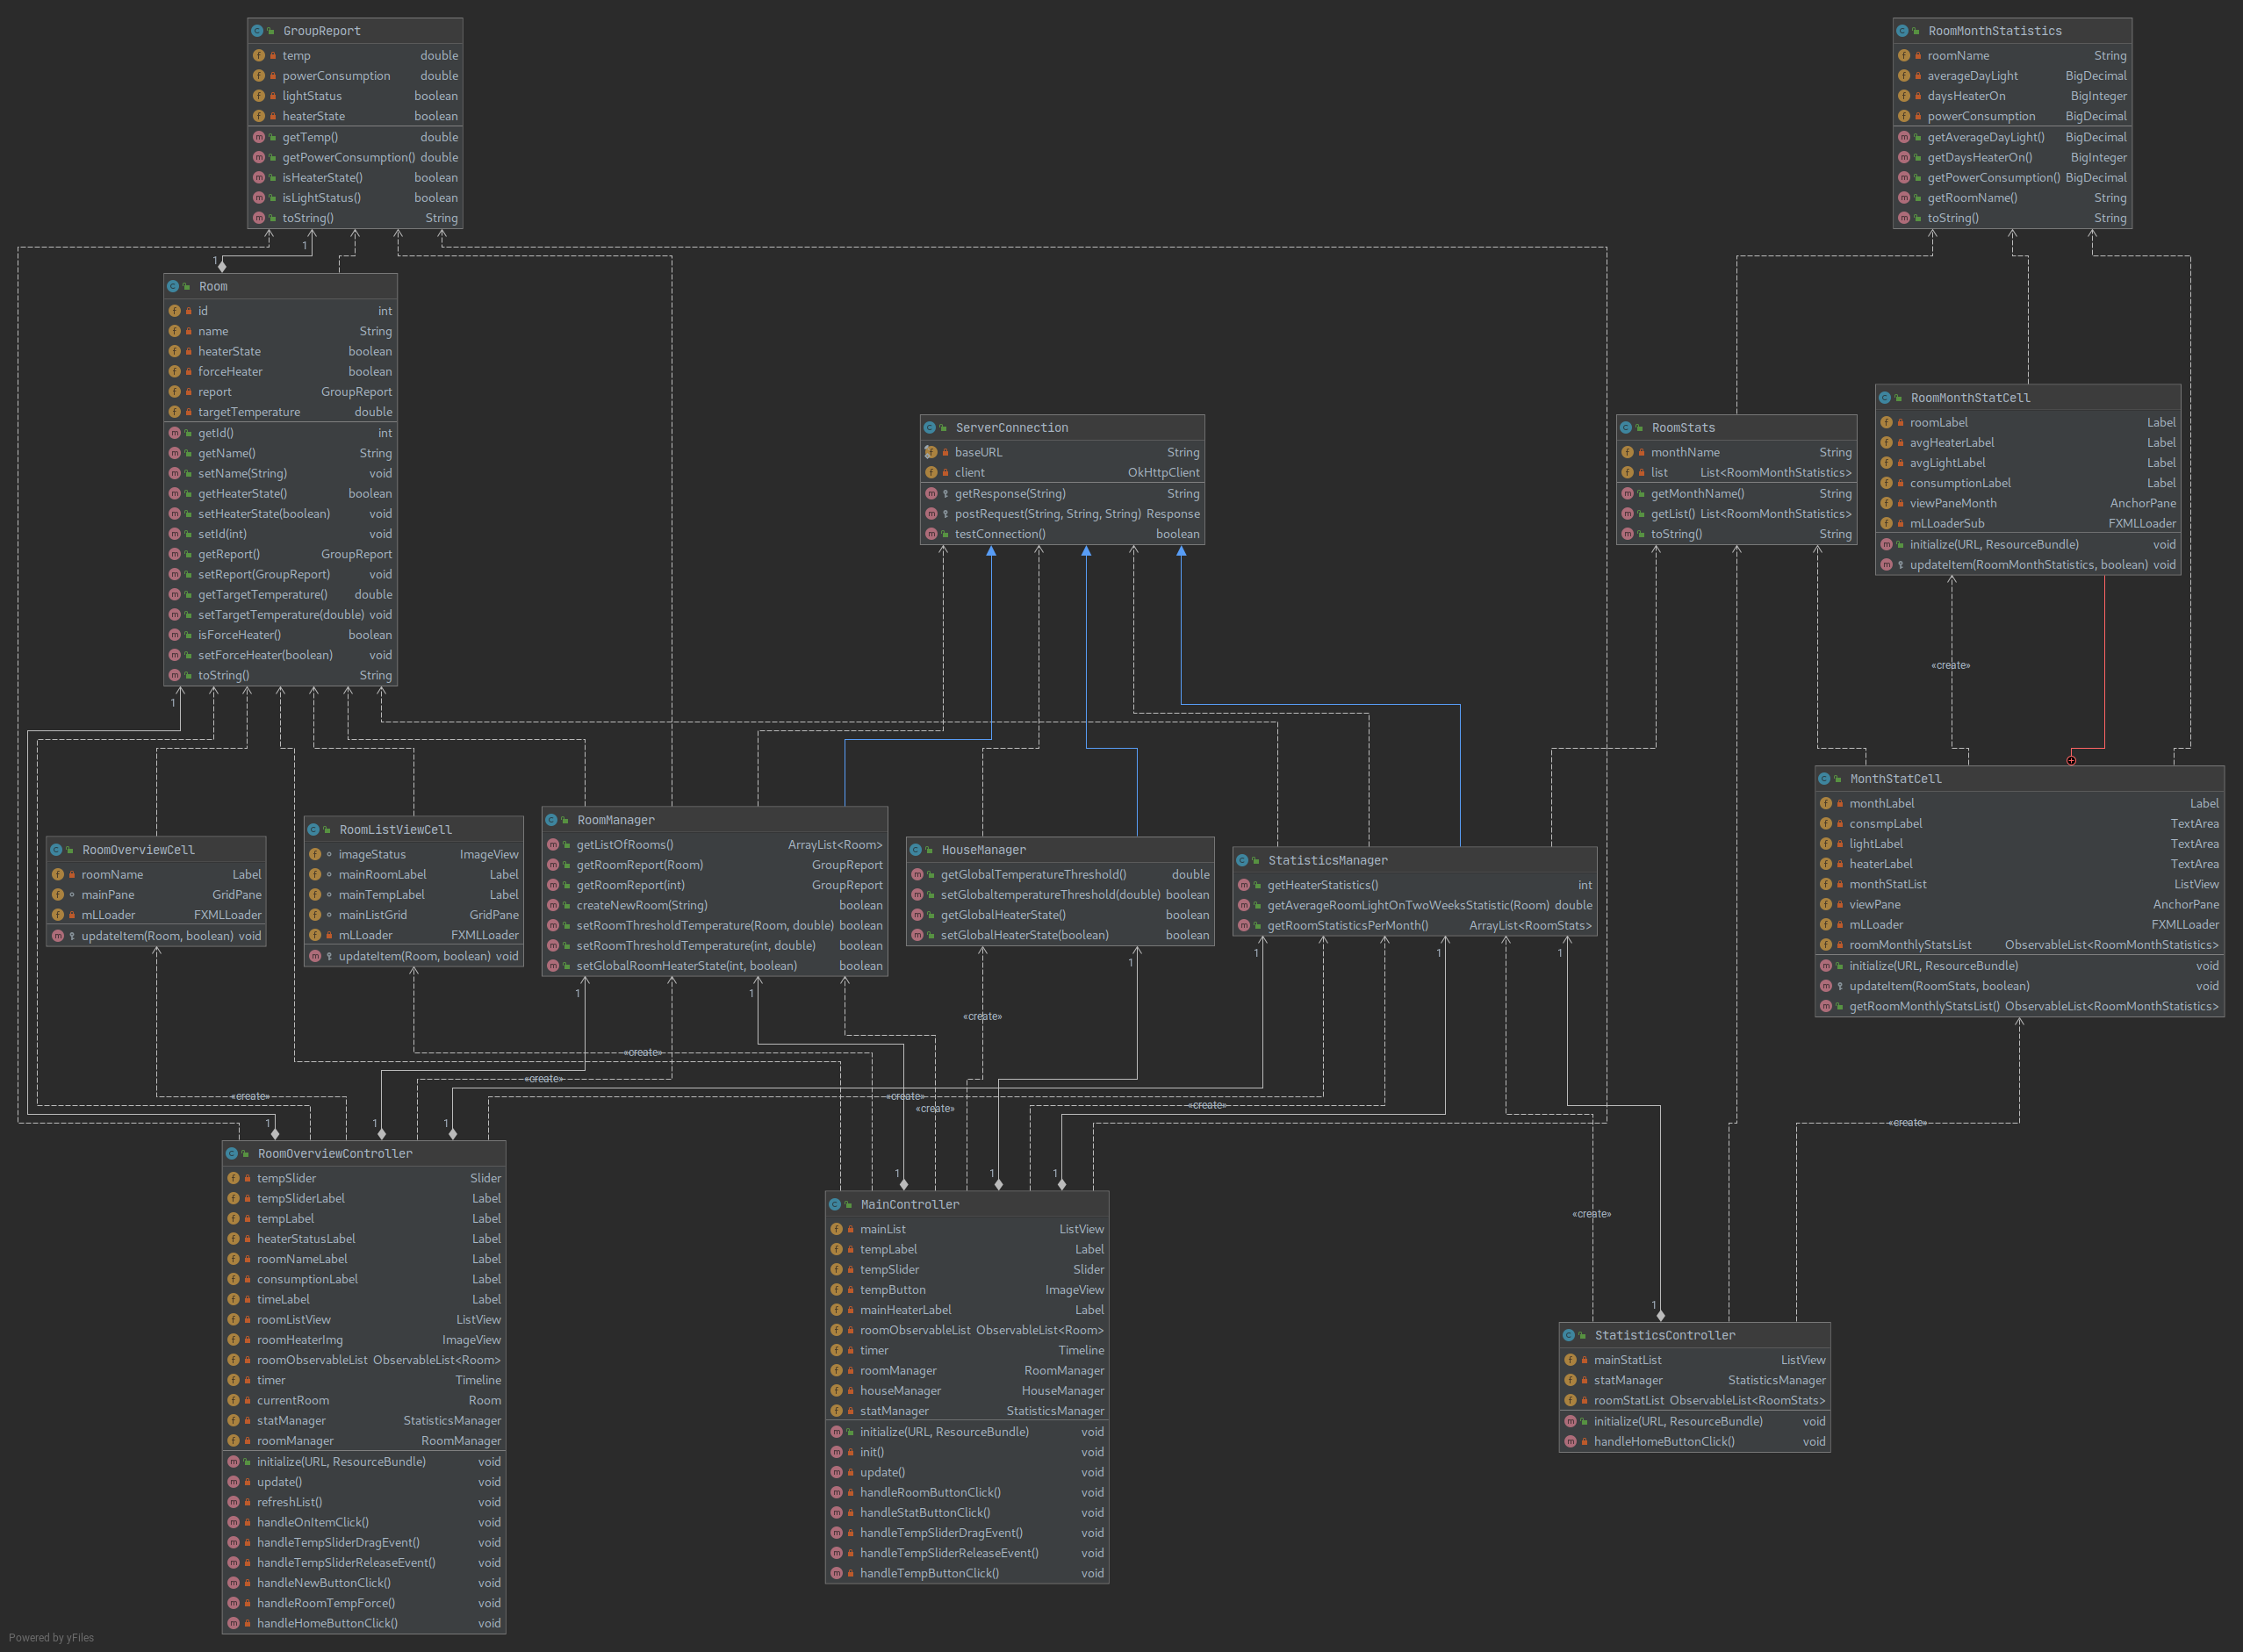 GroupReport
temp double
powerConsumption double
lightStatus boolean
heaterState boolean
getTemp() double
getPowerConsumption() double
isHeaterState() boolean
isLightStatus() boolean
toString() String
RoomMonthStatistics
roomName String
averageDayLight BigDecimal
daysHeaterOn BigInteger
powerConsumption BigDecimal
getAverageDayLight() BigDecimal
getDaysHeaterOn() BigInteger
getPowerConsumption() BigDecimal
getRoomName() String
toString() String
1
1
Room
id int
name String
heaterState boolean
forceHeater boolean
report GroupReport
targetTemperature double
getId() int
getName() String
setName(String) void
getHeaterState() boolean
setHeaterState(boolean) void
setId(int) void
getReport() GroupReport
setReport(GroupReport) void
getTargetTemperature() double
setTargetTemperature(double) void
isForceHeater() boolean
setForceHeater(boolean) void
toString() String
1
ServerConnection
baseURL String
client OkHttpClient
getResponse(String) String
postRequest(String, String, String) Response
testConnection() boolean
RoomStats
monthName String
list List<RoomMonthStatistics>
getMonthName() String
getList() List<RoomMonthStatistics>
toString() String
RoomMonthStatCell
roomLabel Label
avgHeaterLabel Label
avgLightLabel Label
consumptionLabel Label
viewPaneMonth AnchorPane
mLLoaderSub FXMLLoader
initialize(URL, ResourceBundle) void
updateItem(RoomMonthStatistics, boolean) void
«create»
RoomOverviewCell
roomName Label
mainPane GridPane
mLLoader FXMLLoader
updateItem(Room, boolean) void
RoomListViewCell
imageStatus ImageView
mainRoomLabel Label
mainTempLabel Label
mainListGrid GridPane
mLLoader FXMLLoader
updateItem(Room, boolean) void
RoomManager
getListOfRooms() ArrayList<Room>
getRoomReport(Room) GroupReport
getRoomReport(int) GroupReport
createNewRoom(String) boolean
setRoomThresholdTemperature(Room, double) boolean
setRoomThresholdTemperature(int, double) boolean
setGlobalRoomHeaterState(int, boolean) boolean
HouseManager
getGlobalTemperatureThreshold() double
setGlobaltemperatureThreshold(double) boolean
getGlobalHeaterState() boolean
setGlobalHeaterState(boolean) boolean
StatisticsManager
getHeaterStatistics() int
getAverageRoomLightOnTwoWeeksStatistic(Room) double
getRoomStatisticsPerMonth() ArrayList<RoomStats>
MonthStatCell
monthLabel Label
consmpLabel TextArea
lightLabel TextArea
heaterLabel TextArea
monthStatList ListView
viewPane AnchorPane
mLLoader FXMLLoader
roomMonthlyStatsList ObservableList<RoomMonthStatistics>
initialize(URL, ResourceBundle) void
updateItem(RoomStats, boolean) void
getRoomMonthlyStatsList() ObservableList<RoomMonthStatistics>
1
1
1
1
1
1
«create»
«create»
«create»
«create»
«create»
«create»
«create»
«create»
«create»
1
1
1
1
1
1
1
RoomOverviewController
tempSlider Slider
tempSliderLabel Label
tempLabel Label
heaterStatusLabel Label
roomNameLabel Label
consumptionLabel Label
timeLabel Label
roomListView ListView
roomHeaterImg ImageView
roomObservableList ObservableList<Room>
timer Timeline
currentRoom Room
statManager StatisticsManager
roomManager RoomManager
initialize(URL, ResourceBundle) void
update() void
refreshList() void
handleOnItemClick() void
handleTempSliderDragEvent() void
handleTempSliderReleaseEvent() void
handleNewButtonClick() void
handleRoomTempForce() void
handleHomeButtonClick() void
MainController
mainList ListView
tempLabel Label
tempSlider Slider
tempButton ImageView
mainHeaterLabel Label
roomObservableList ObservableList<Room>
timer Timeline
roomManager RoomManager
houseManager HouseManager
statManager StatisticsManager
initialize(URL, ResourceBundle) void
init() void
update() void
handleRoomButtonClick() void
handleStatButtonClick() void
handleTempSliderDragEvent() void
handleTempSliderReleaseEvent() void
handleTempButtonClick() void
StatisticsController
mainStatList ListView
statManager StatisticsManager
roomStatList ObservableList<RoomStats>
initialize(URL, ResourceBundle) void
handleHomeButtonClick() void
Powered by yFiles